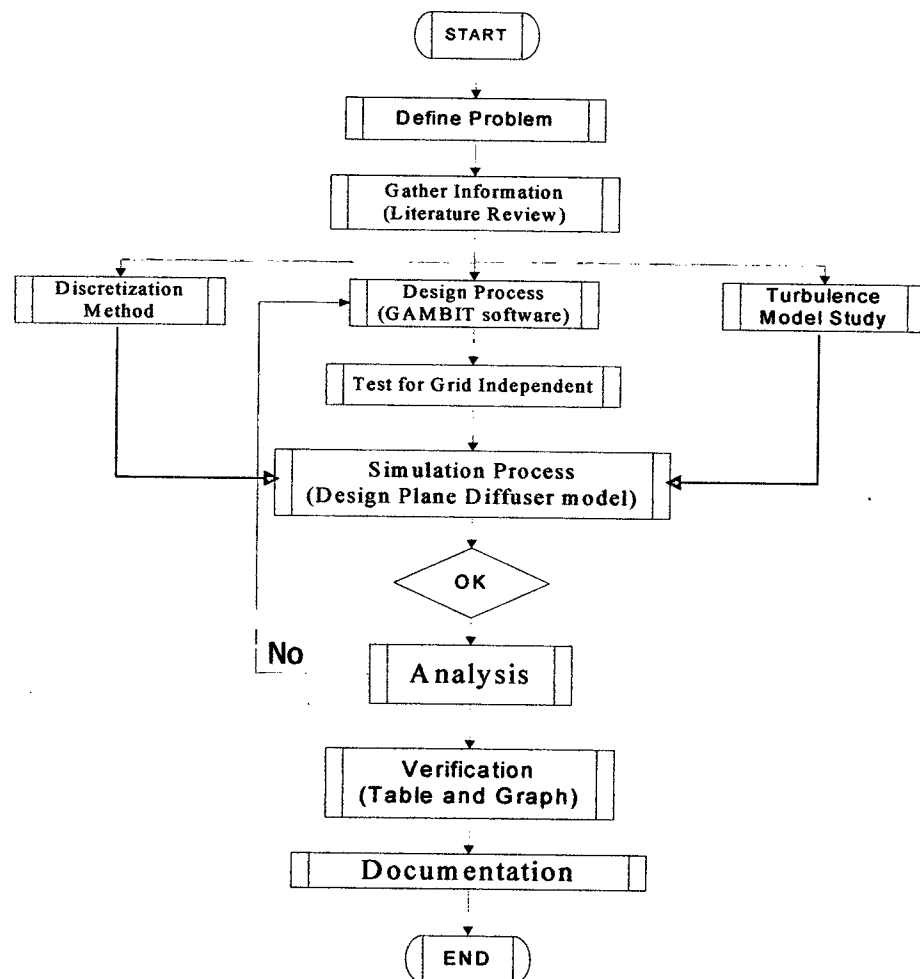 START
Define Problem
Gather Information
(Literature Review)
Discretization
Method
Design Process
(GAMBIT software)
Turbulence
Model Study
Test for Grid Independent
Simulation Process
(Design Plane Diffuser model)
OK
No
Analysis
Verification
(Table and Graph)
Documentation
END